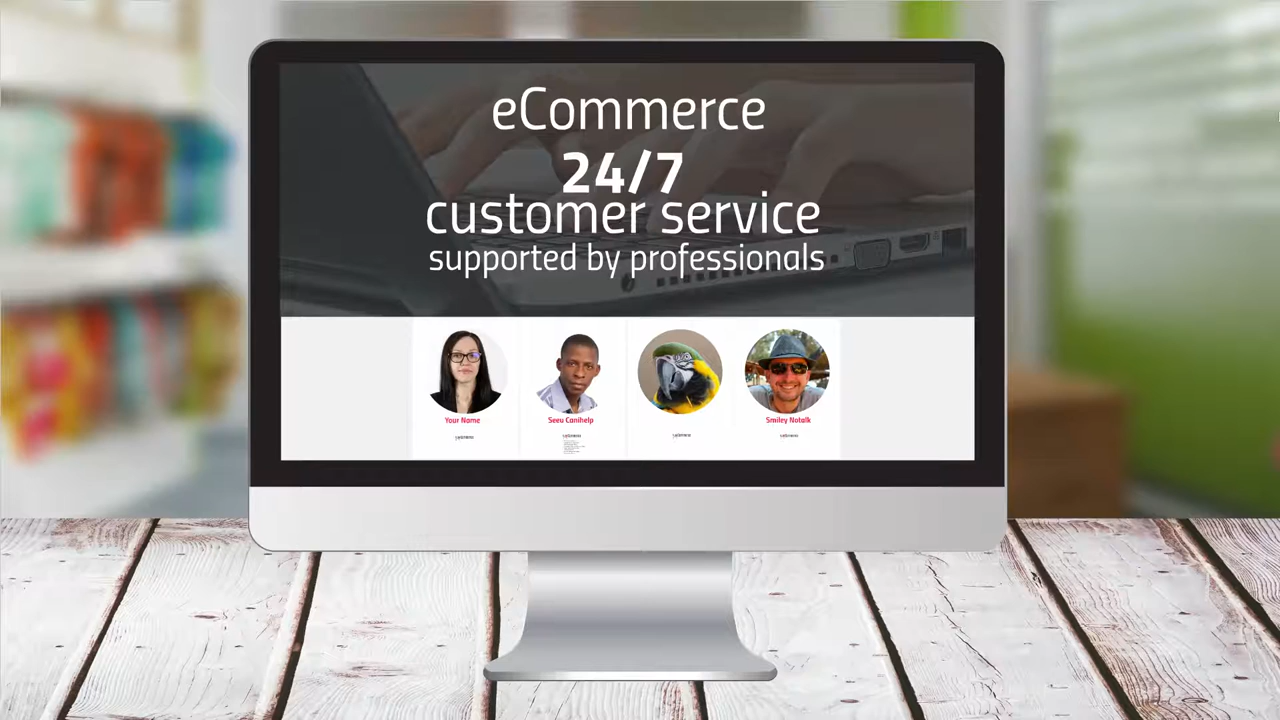 eCommerce
24/7
customer service
supported by professionals
Your Name
Seeu Canihelp
Smiley Notalk